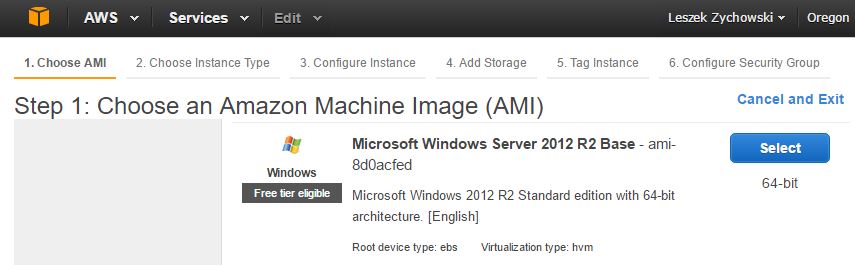 AWS Services Edit Leszek Zychowski Oregon
1. Choose AMI 2. Choose Instance Type 3. Configure Instance 4. Add Storage 5. Tag Instance 6. Configure Security Group
Step 1: Choose an Amazon Machine Image (AMI)
Cancel and Exit
Windows
Free tier eligible
Microsoft Windows Server 2012 R2 Base - ami-
8d0acfed
Microsoft Windows 2012 R2 Standard edition with 64-bit
architecture. [English]
Root device type: ebs Virtualization type: hvm
Select
64-bit